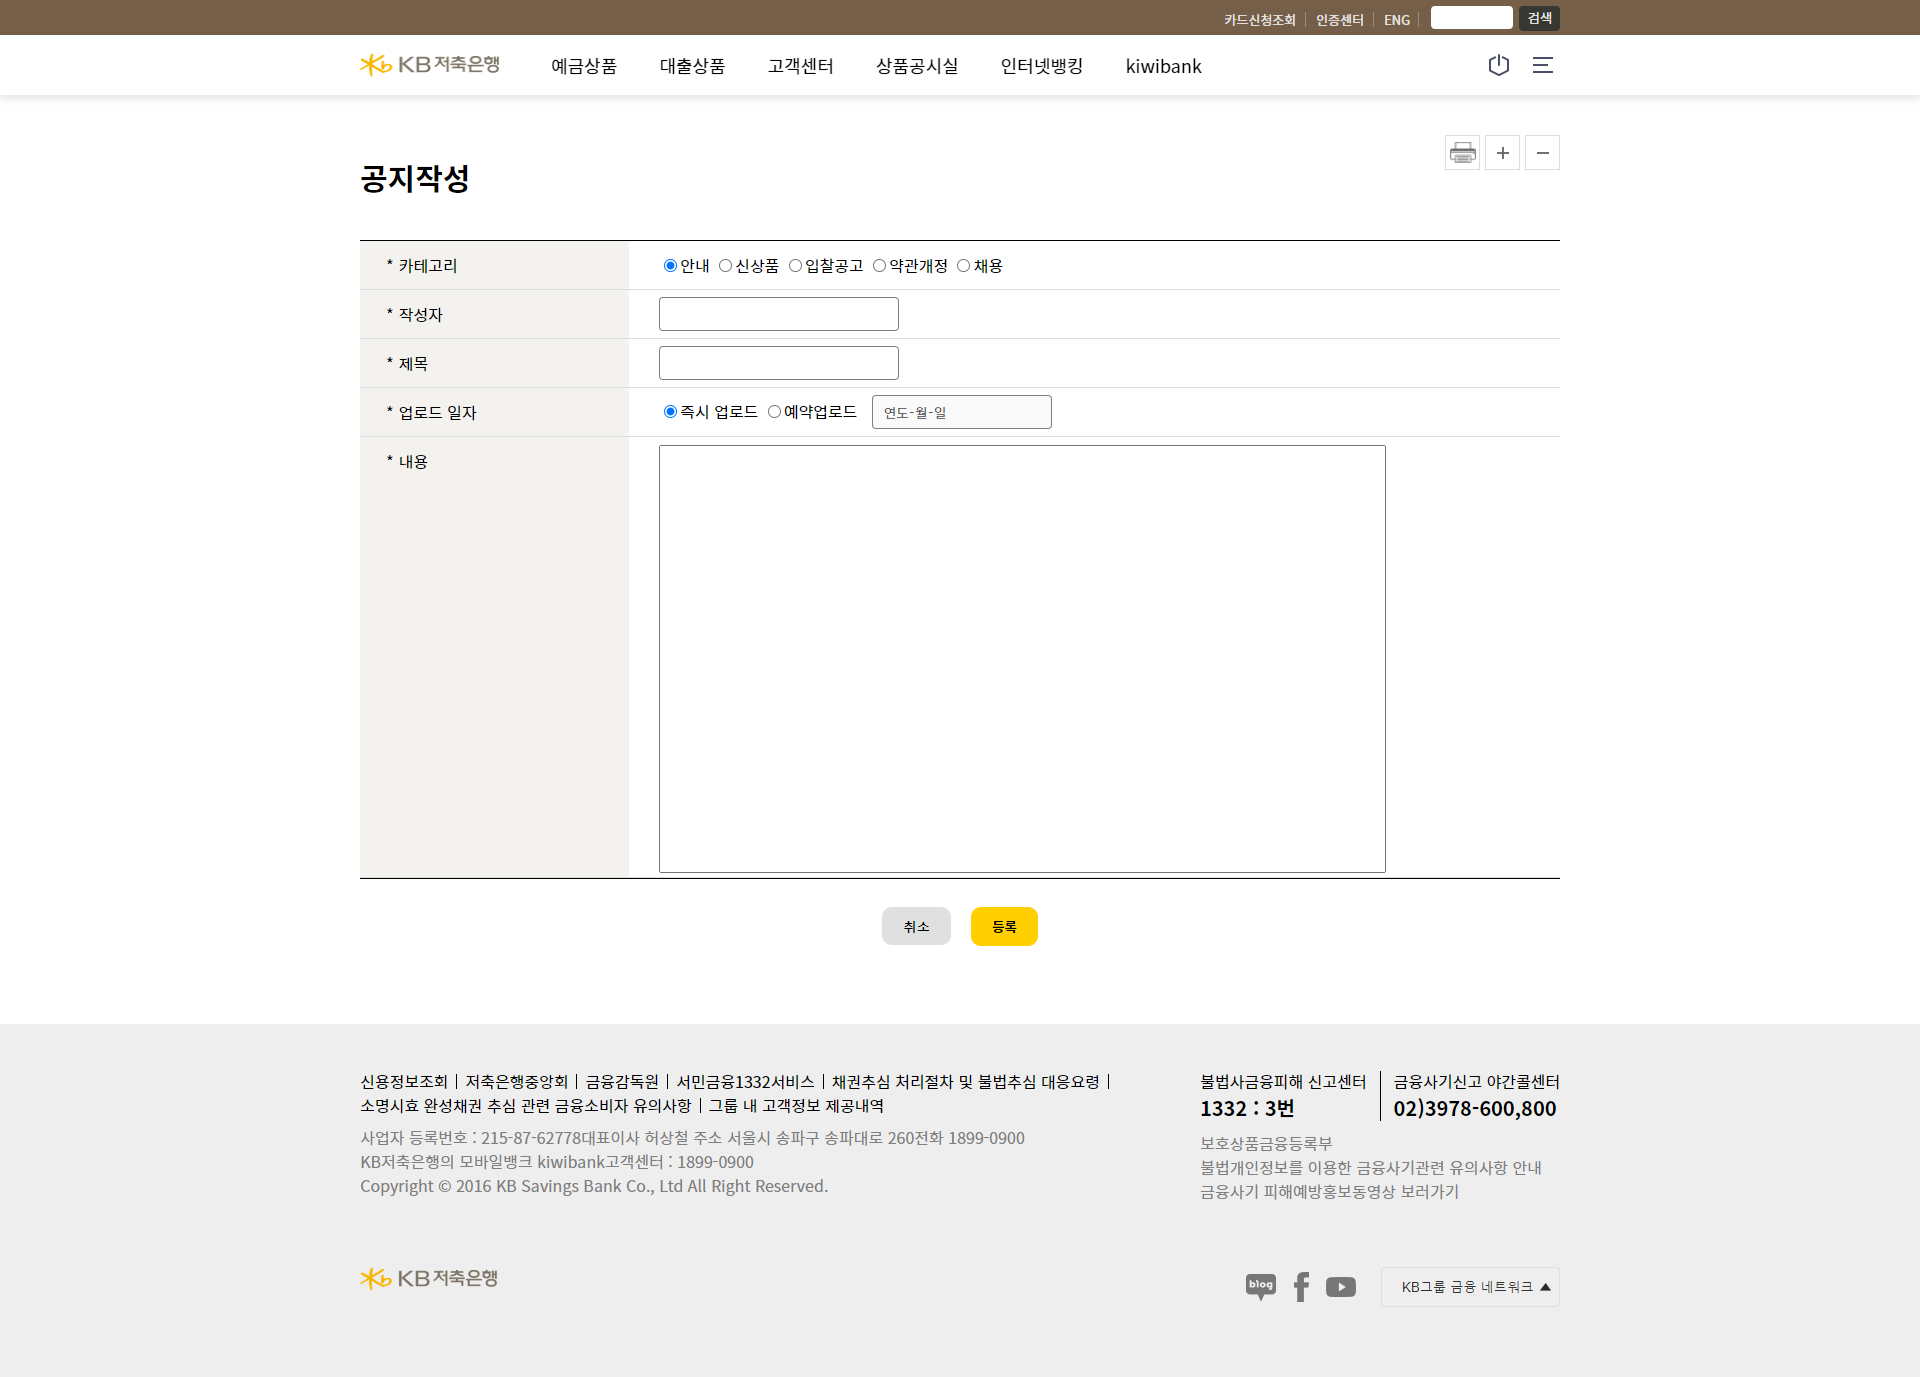 카드신청조회 인증센터 ENG 검색
KB저축은행 예금상품 대출상품 고객센터 상품공시실 인터넷뱅킹 kiwibank
공지작성
* 카테고리 안내 신상품 입찰공고 약관개정 채용
* 작성자
* 제목
* 업로드 일자 즉시 업로드 예약업로드 연도-월-일
* 내용
취소 등록
신용정보조회 저축은행중앙회 금융감독원 서민금융1332서비스 채권추심 처리절차 및 불법추심 대응요령
소명시효 완성채권 추심 관련 금융소비자 유의사항 그룹 내 고객정보 제공내역
사업자 등록번호 : 215-87-62778대표이사 허상철 주소 서울시 송파구 송파대로 260전화 1899-0900
KB저축은행의 모바일뱅크 kiwibank고객센터 : 1899-0900
Copyright © 2016 KB Savings Bank Co., Ltd All Right Reserved.
불법사금융피해 신고센터
1332 : 3번
금융사기신고 야간콜센터
02)3978-600,800
보호상품금융등록부
불법개인정보를 이용한 금융사기관련 유의사항 안내
금융사기 피해예방홍보동영상 보러가기
KB저축은행 blog KB그룹 금융 네트워크